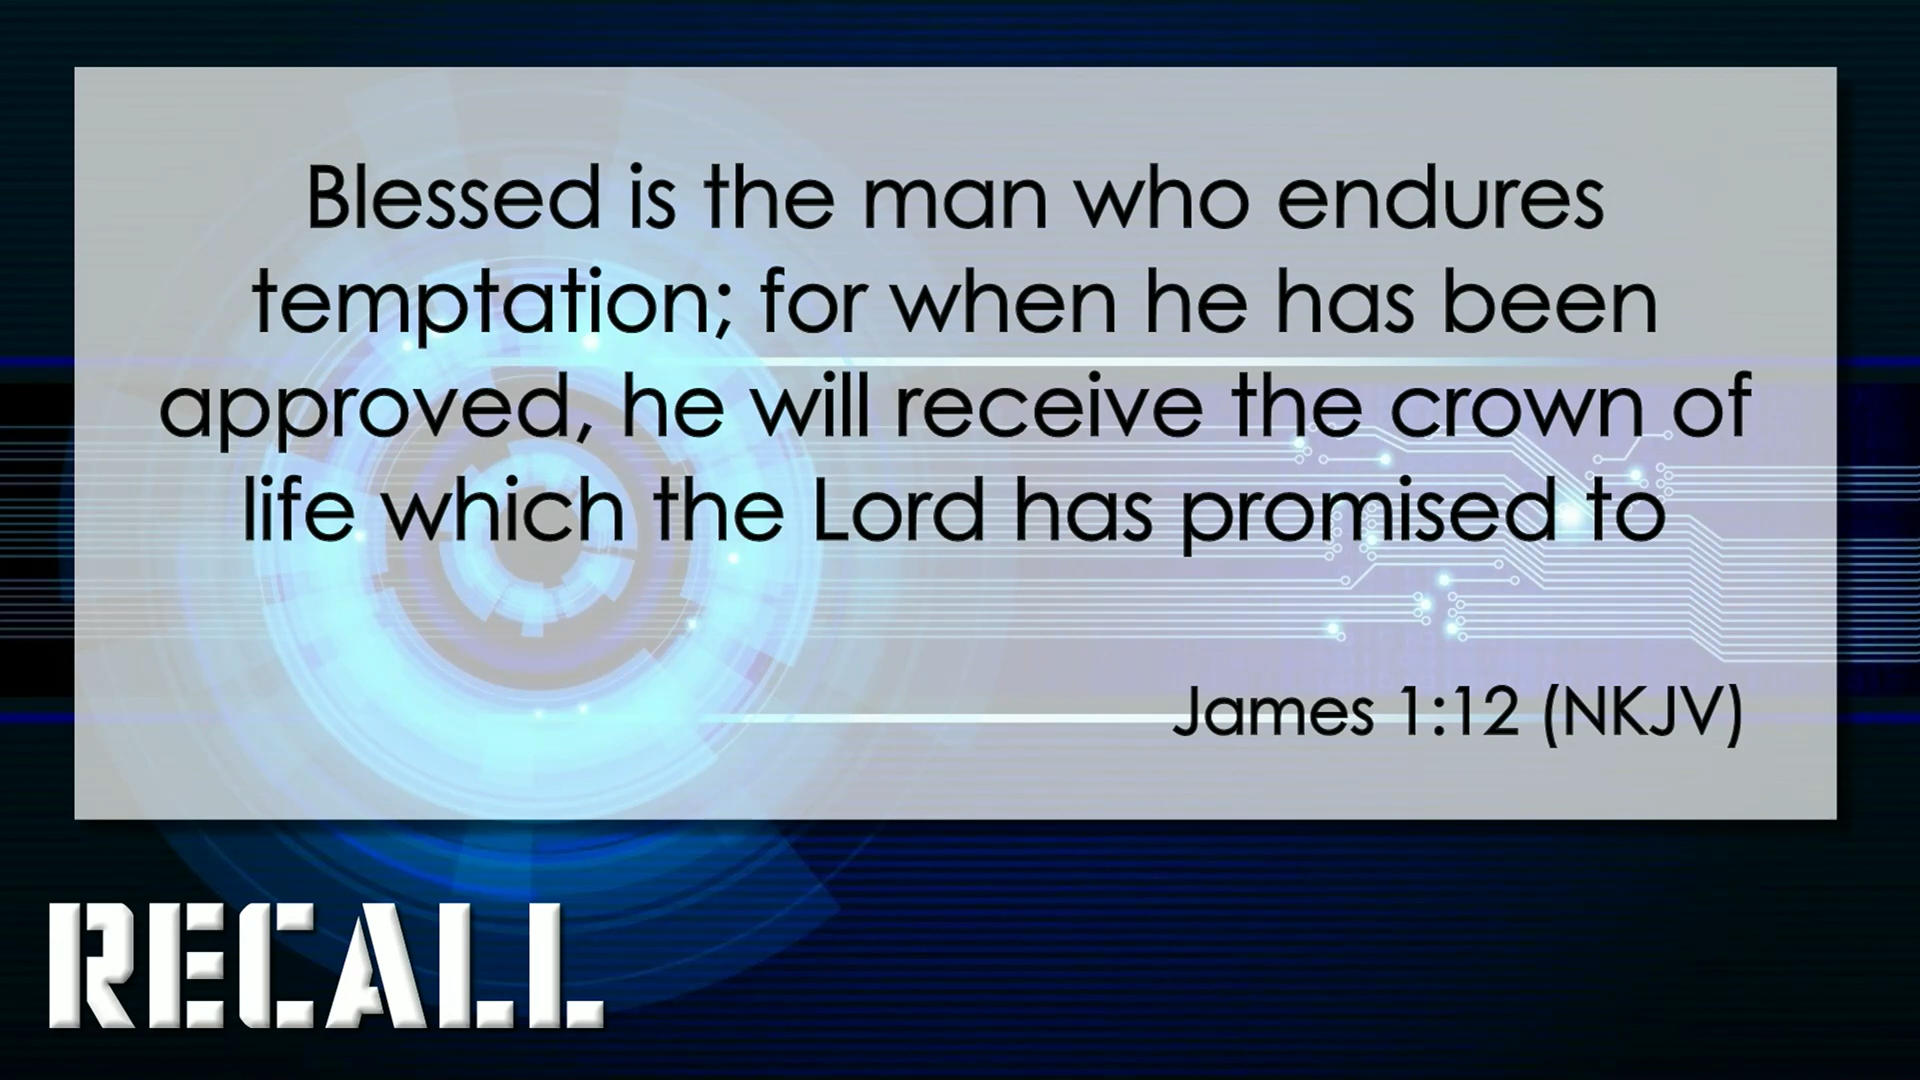 Blessed is the man who endures
temptation; for when he has been
approved, he will receive the crown of
life which the Lord has promised to
James 1:12 (NKJV)
RECALL